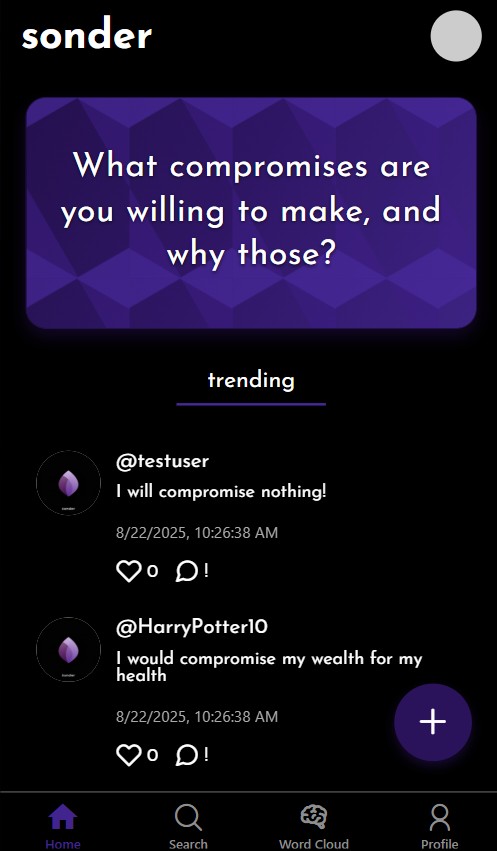 sonder
What compromises are
you willing to make, and
why those?
trending
@testuser
I will compromise nothing!
8/22/2025, 10:26:38 AM
0 !
@HarryPotter10
I would compromise my wealth for my
health
8/22/2025, 10:26:38 AM
0 !
Home Search Word Cloud Profile